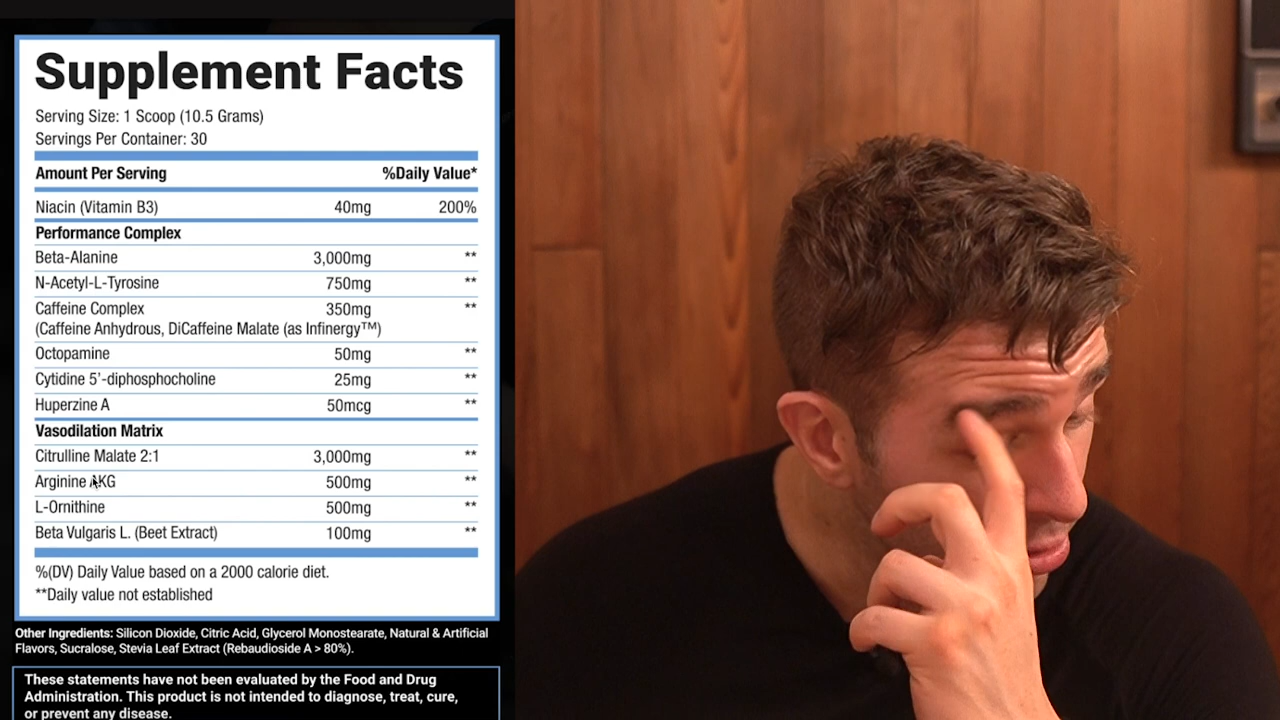 Supplement Facts
Serving Size: 1 Scoop (10.5 Grams)
Servings Per Container: 30
Amount Per Serving %Daily Value*
Niacin (Vitamin B3) 40mg 200%
Performance Complex
Beta-Alanine 3,000mg **
N-Acetyl-L-Tyrosine 750mg **
Caffeine Complex 350mg **
(Caffeine Anhydrous, DiCaffeine Malate (as Infinergy™)
Octopamine 50mg **
Cytidine 5'-diphosphocholine 25mg **
Huperzine A 50mcg **
Vasodilation Matrix
Citrulline Malate 2:1 3,000mg **
Arginine AKG 500mg **
L-Ornithine 500mg **
Beta Vulgaris L. (Beet Extract) 100mg **
%(DV) Daily Value based on a 2000 calorie diet.
**Daily value not established
Other Ingredients: Silicon Dioxide, Citric Acid, Glycerol Monostearate, Natural & Artificial
Flavors, Sucralose, Stevia Leaf Extract (Rebaudioside A > 80%).
These statements have not been evaluated by the Food and Drug
Administration. This product is not intended to diagnose, treat, cure,
or prevent any disease.